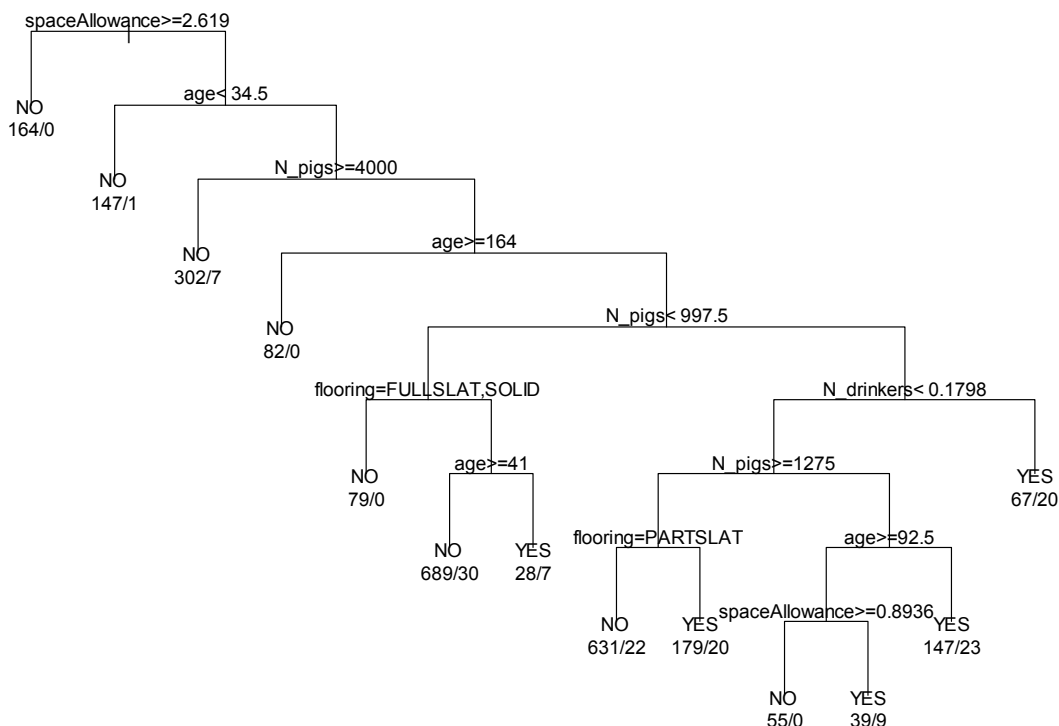 spaceAllowance>=2.619
age< 34.5
NO
164/0
N_pigs>=4000
NO
147/1
age>=164
NO
302/7
N_pigs< 997.5
NO
82/0
flooring=FULLSLAT,SOLID
N_drinkers< 0.1798
age>=41
N_pigs>=1275
NO
79/0
YES
67/20
flooring=PARTSLAT
age>=92.5
NO
689/30
YES
28/7
spaceAllowance>=0.8936
NO
631/22
YES
179/20
YES
147/23
NO
55/0
YES
39/9